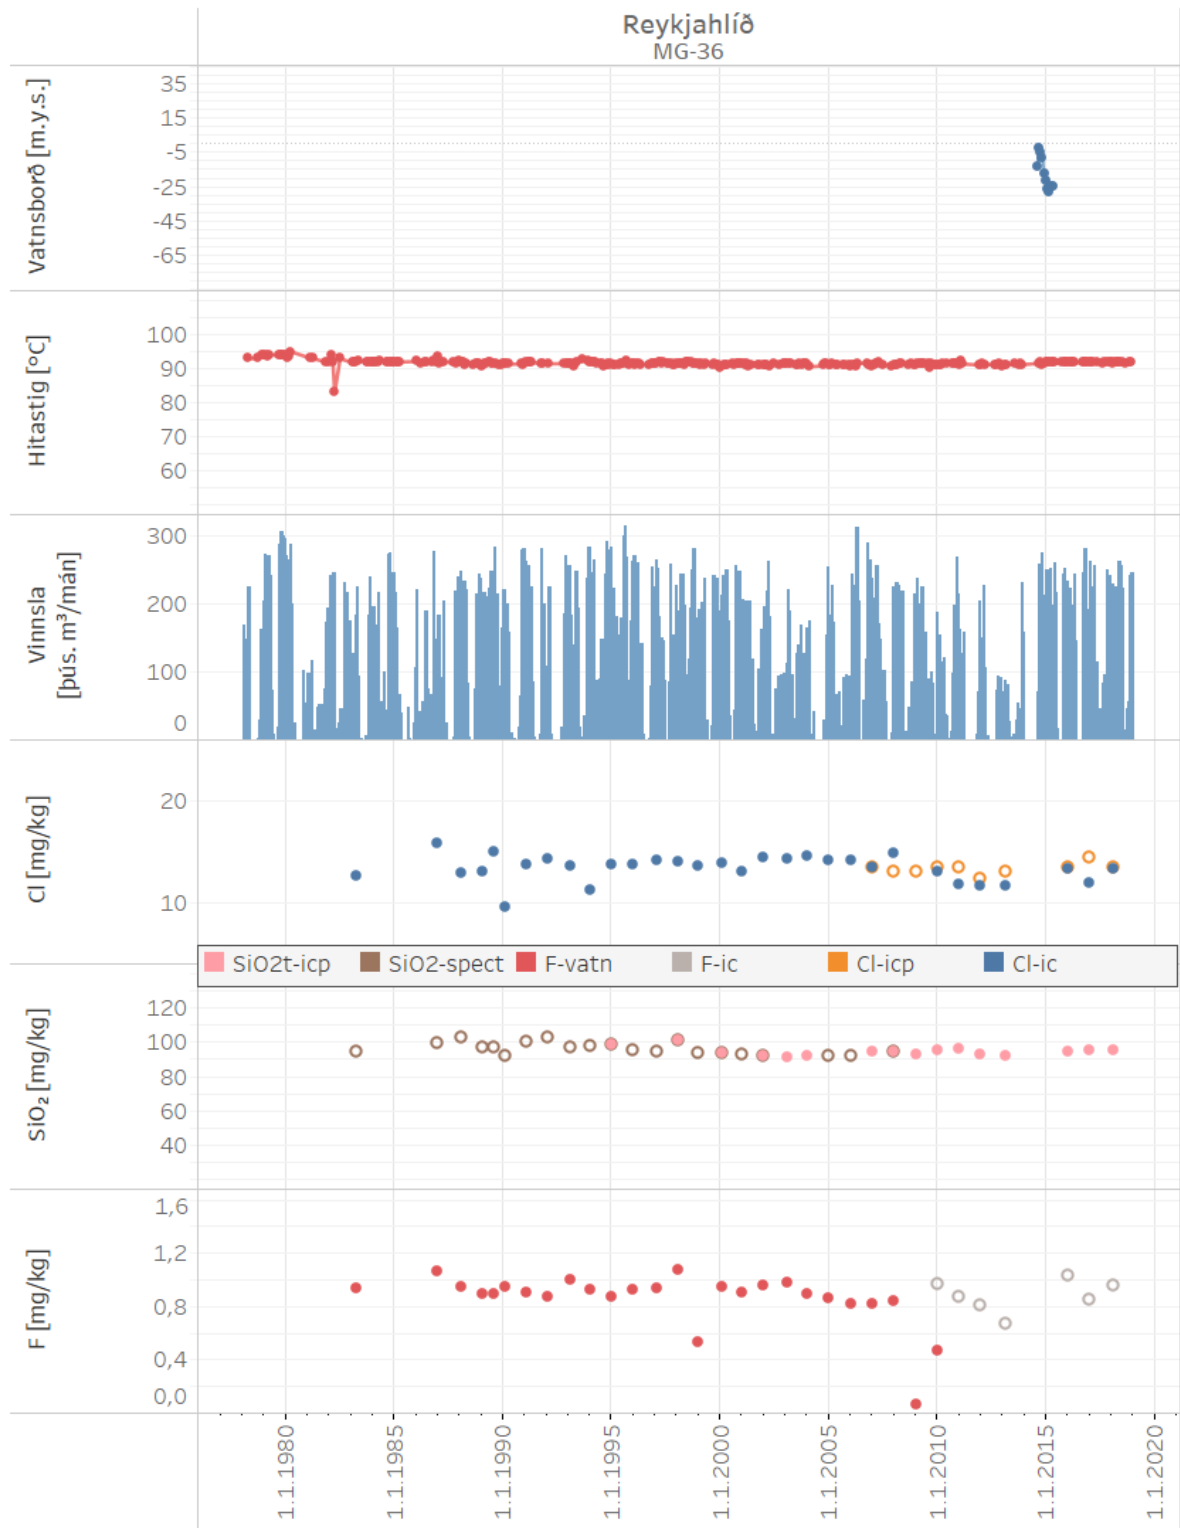 Reykjahlíð
MG-36
Vatnsborð [m.y.s.]
35
15
-5
-25
-45
-65
Hitastig [°C]
100
90
80
70
60
Vinnsla
[þús. m³/mán]
300
200
100
0
Cl [mg/kg]
20
10
SiO2t-icp
SiO2-spect
F-vatn
F-ic
Cl-icp
Cl-ic
SiO₂ [mg/kg]
120
100
80
60
40
F [mg/kg]
1,6
1,2
0,8
0,4
0,0
1.1.1980
1.1.1985
1.1.1990
1.1.1995
1.1.2000
1.1.2005
1.1.2010
1.1.2015
1.1.2020